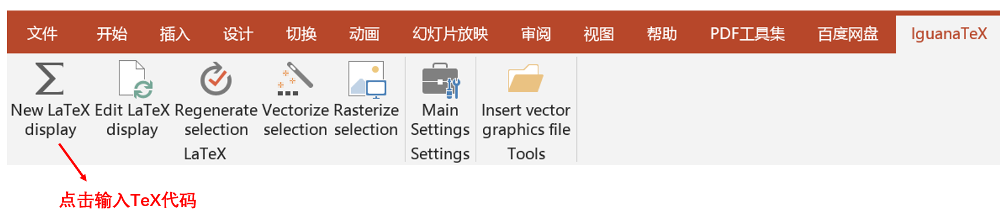 文件 开始 插入 设计 切换 动画 幻灯片放映 审阅 视图 帮助 PDF工具集 百度网盘 IguanaTeX
New LaTeX display
Edit LaTeX display
Regenerate selection
Vectorize selection
Rasterize selection
LaTeX
Main Settings
Settings
Insert vector graphics file
Tools
点击输入TeX代码